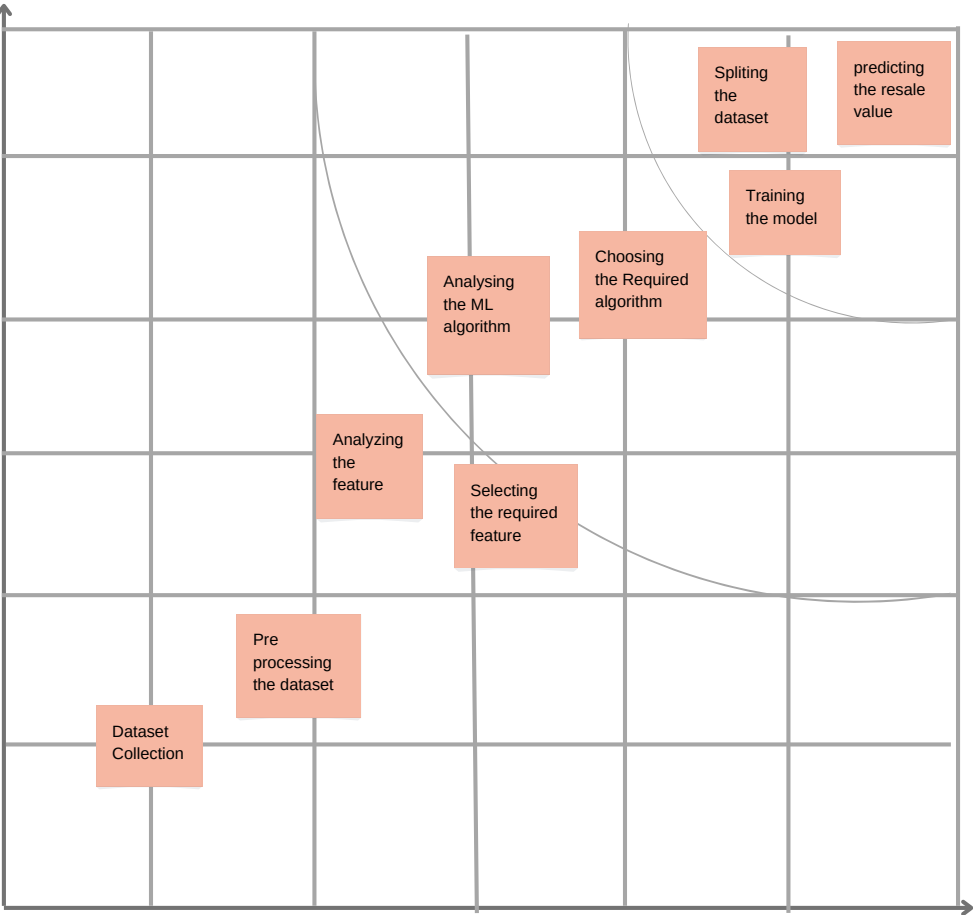 Spliting
the
dataset
predicting
the resale
value
Training
the model
Choosing
the Required
algorithm
Analysing
the ML
algorithm
Analyzing
the
feature
Selecting
the required
feature
Pre
processing
the dataset
Dataset
Collection